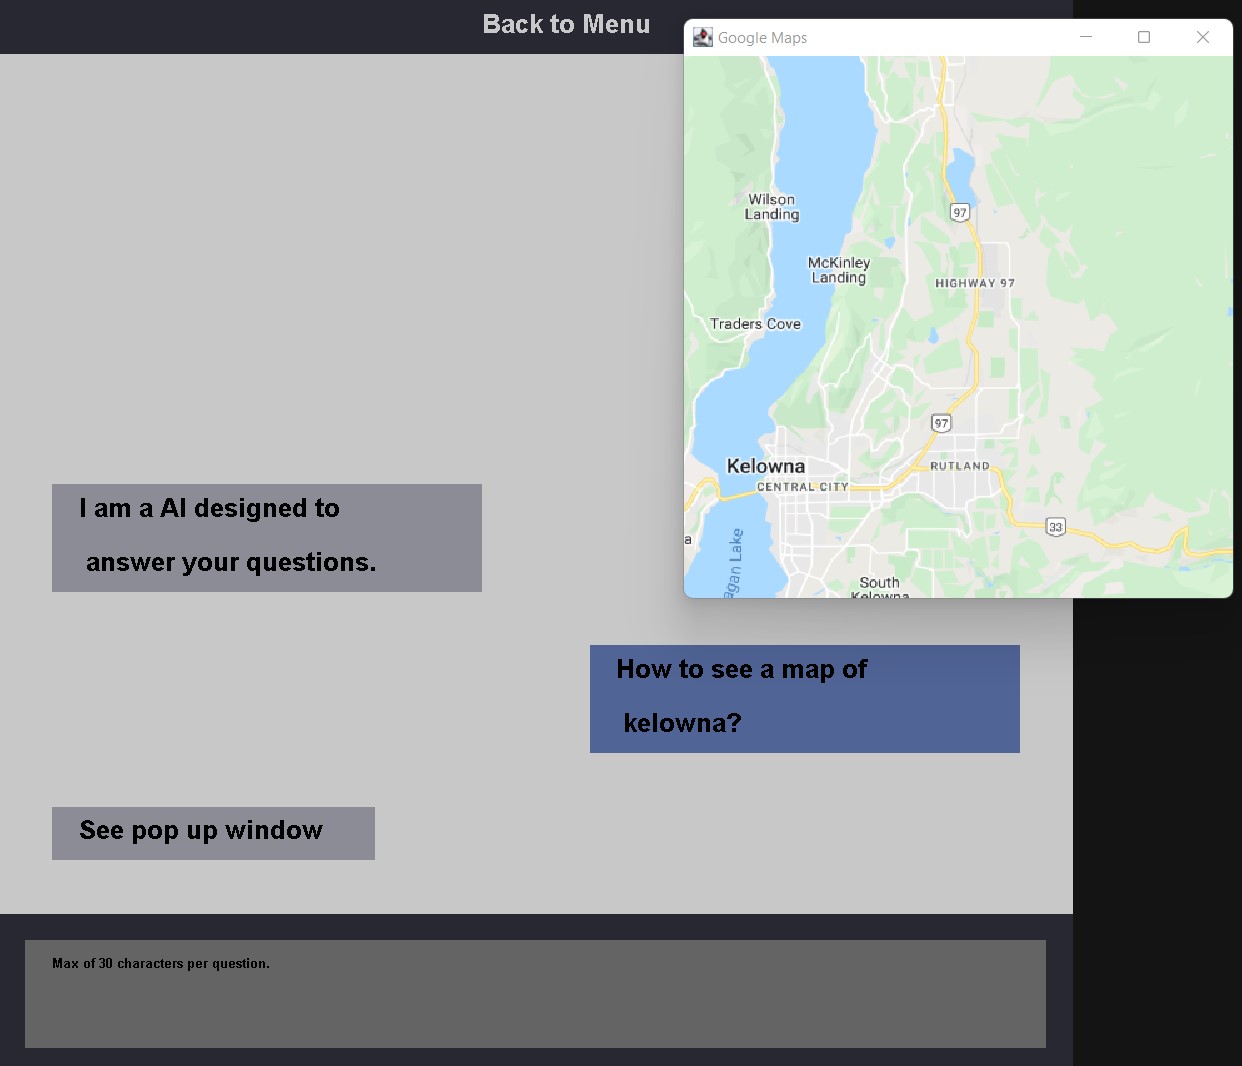 Back to Menu
Google Maps
Wilson
Landing
97
McKinley
Landing
HIGHWAY 97
Traders Cove
97
Kelowna
RUTLAND
CENTRAL CITY
33
a
agan Lake
South
Kelowna
I am a AI designed to
answer your questions.
How to see a map of
kelowna?
See pop up window
Max of 30 characters per question.